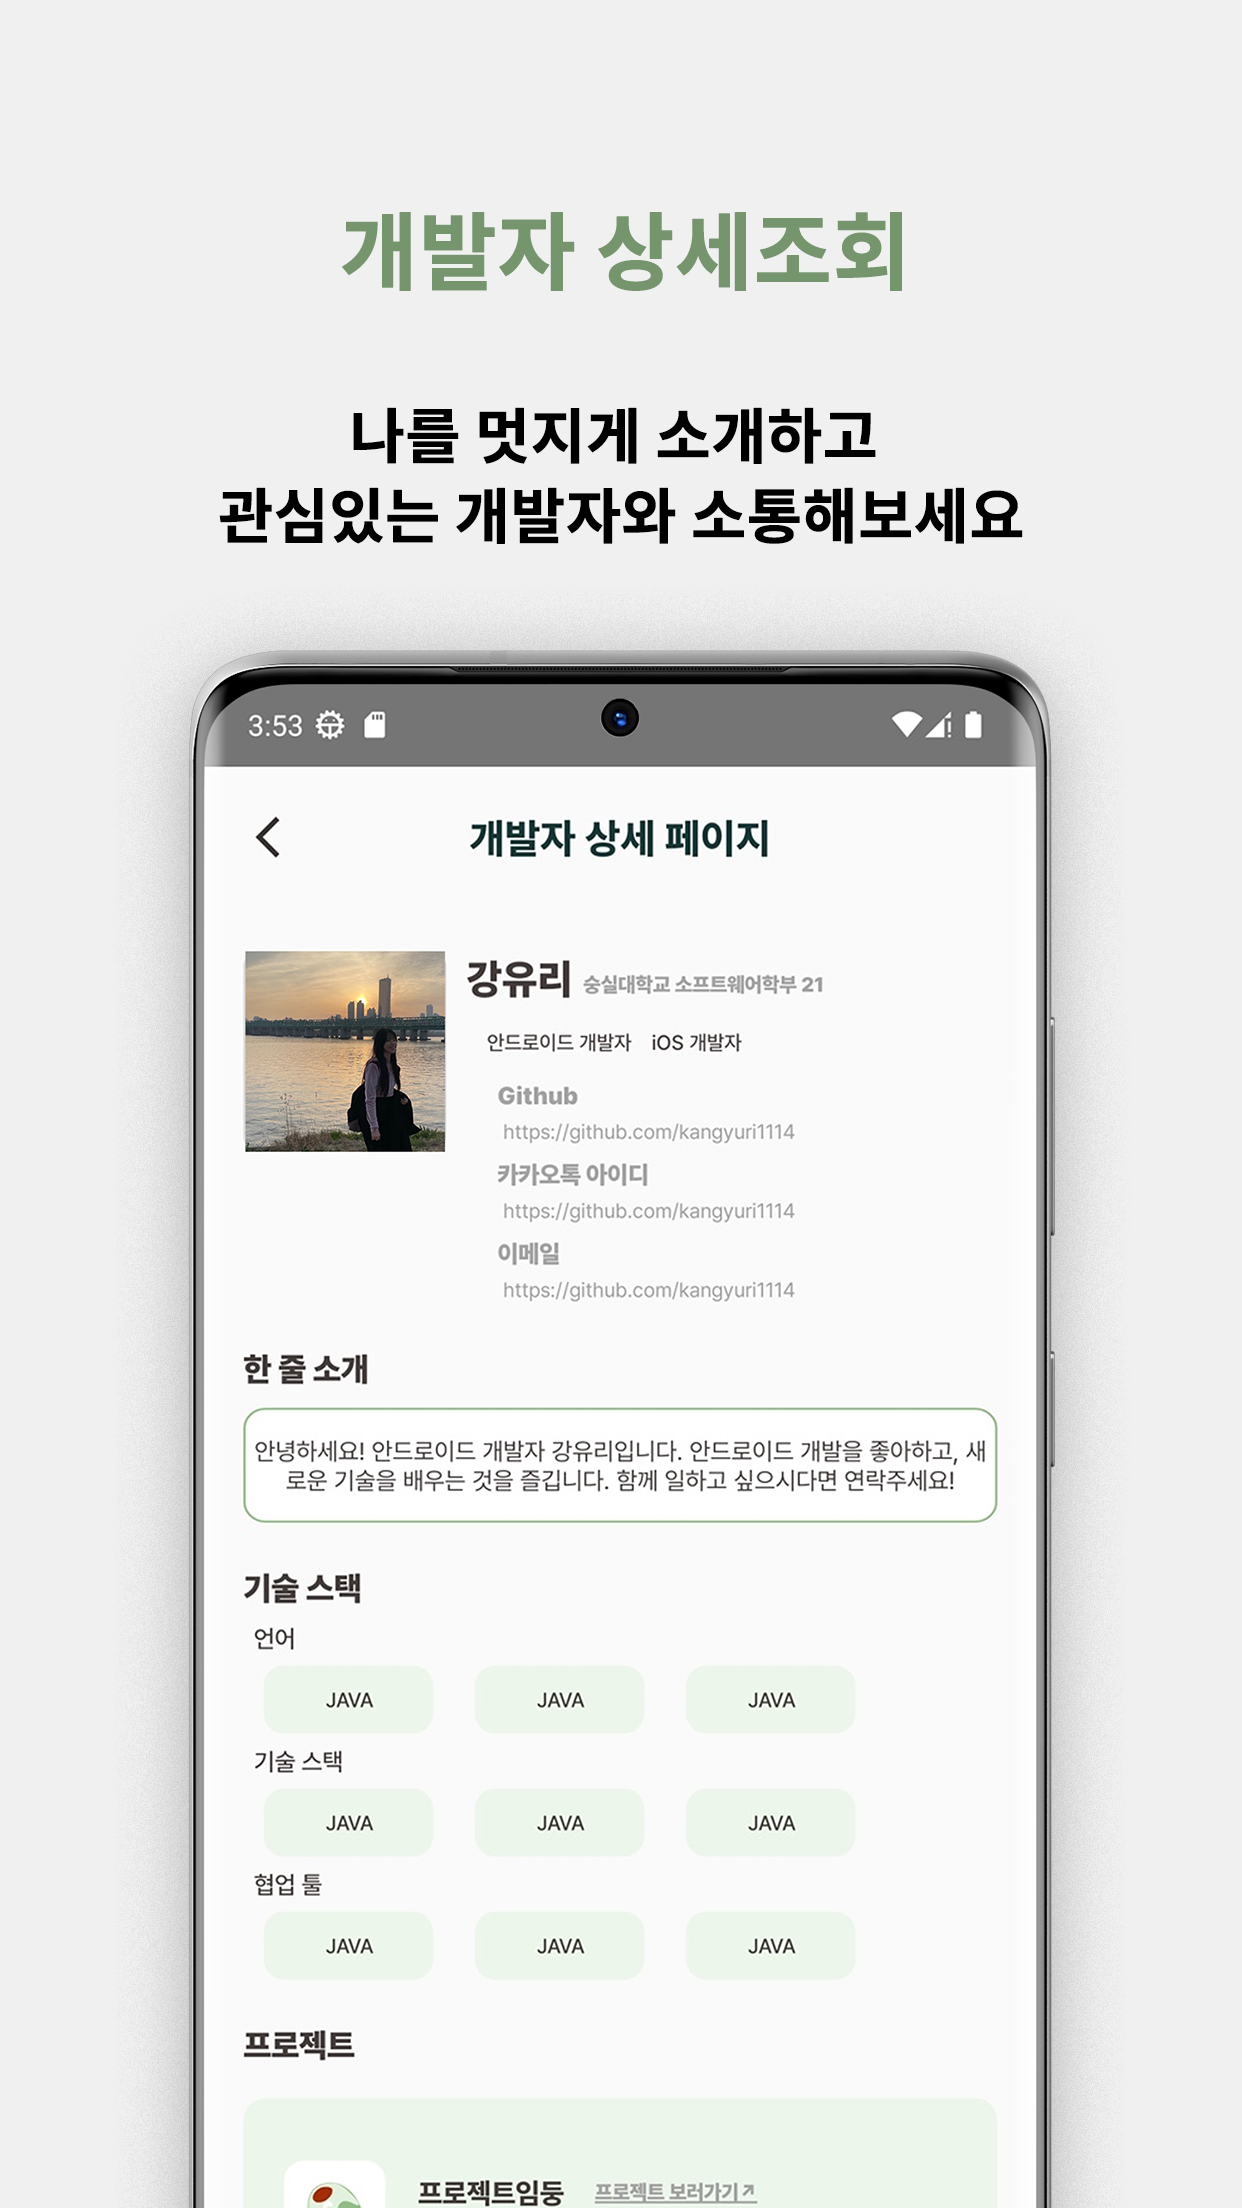 개발자 상세조회
나를 멋지게 소개하고
관심있는 개발자와 소통해보세요
3:53
개발자 상세 페이지
강유리 숭실대학교 소프트웨어학부 21
안드로이드 개발자 iOS 개발자
Github
https://github.com/kangyuri1114
카카오톡 아이디
https://github.com/kangyuri1114
이메일
https://github.com/kangyuri1114
한 줄 소개
안녕하세요! 안드로이드 개발자 강유리입니다. 안드로이드 개발을 좋아하고, 새
로운 기술을 배우는 것을 즐깁니다. 함께 일하고 싶으시다면 연락주세요!
기술 스택
언어
JAVA JAVA JAVA
기술 스택
JAVA JAVA JAVA
협업 툴
JAVA JAVA JAVA
프로젝트
프로젝트임둥 프로젝트 보러가기↗